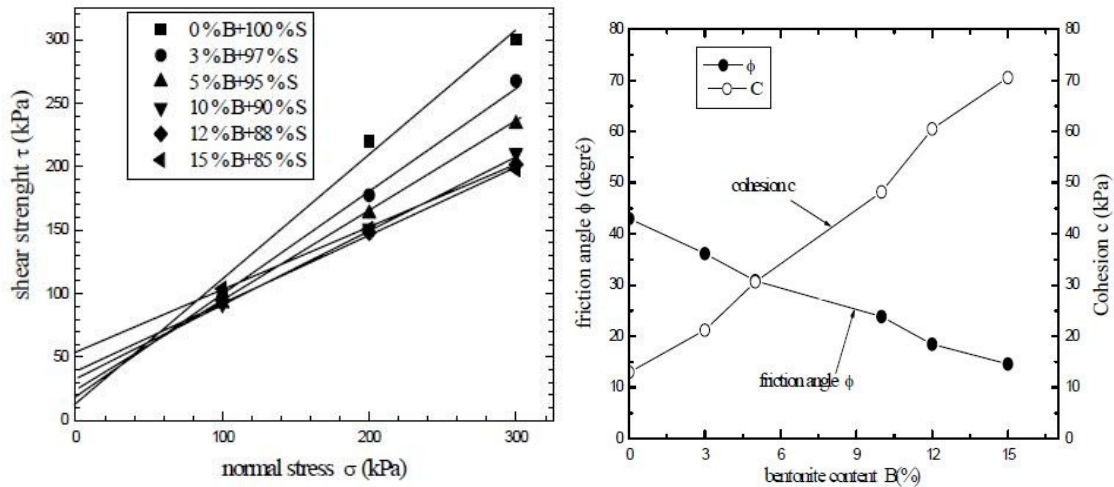 0 %B+100 %S
3 %B+97 %S
5 %B+95 %S
10 %B+90 %S
12 %B+88 %S
15 %B+85 %S
300
250
200
150
100
50
0
shear strenght τ (kPa)
0 100 200 300
normal stress σ (kPa)
ϕ
C
80
70
60
50
40
30
20
10
0
friction angle ϕ (degré)
cohesion c
friction angle ϕ
80
70
60
50
40
30
20
10
0
Cohesion c (kPa)
0 3 6 9 12 15
bentonite content B(%)